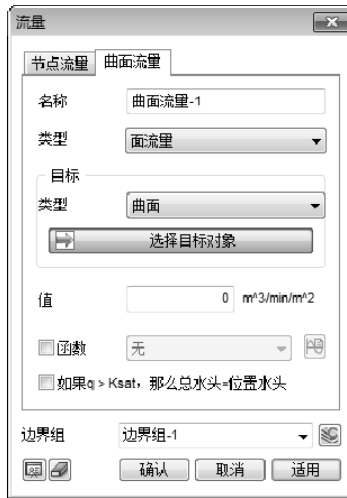 流量
节点流量 曲面流量
名称 曲面流量-1
类型 面流量
目标
类型 曲面
选择目标对象
值 0 m^3/min/m^2
函数 无
如果q > Ksat，那么总水头=位置水头
边界组 边界组-1
确认 取消 适用